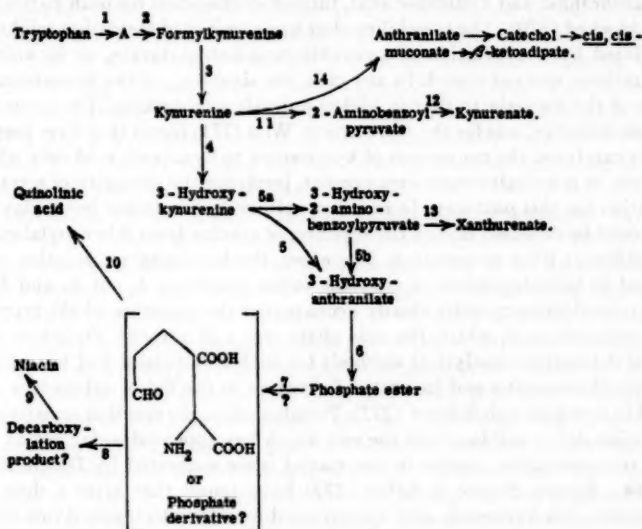 1 2
Tryptophan → A → Formylkynurenine
Anthranilate → Catechol → cis, cis-
muconate → β-ketoadipate.
3
14
Kynurenine
11
2-Aminobenoyl
pyruvate
12
Kynurenate.
4
Quinolinic
acid
3-Hydroxy
kynurenine
5a
3-Hydroxy,
2-amino
benzoylpyruvate
13
Xanthurenate.
5
5b
10
3-Hydroxy-
anthranilate
COOH
6
Niacin
CHO
7
?
Phosphate ester
9
Decarboxy-
lation
product?
8
NH2
COOH
or
Phosphate
derivative?